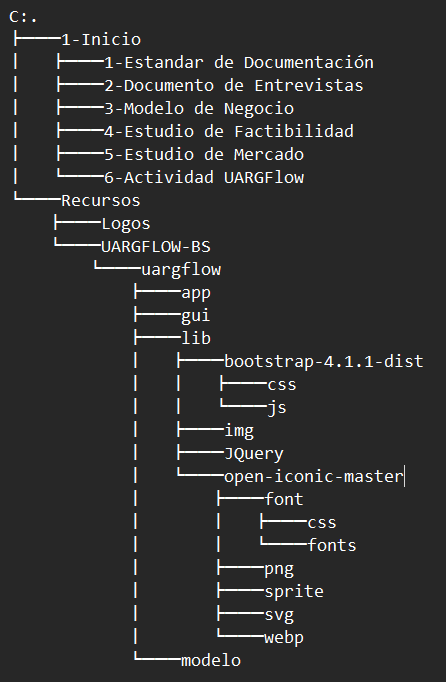 C:.
├────1-Inicio
│    ├────1-Estandar de Documentación
│    ├────2-Documento de Entrevistas
│    ├────3-Modelo de Negocio
│    ├────4-Estudio de Factibilidad
│    ├────5-Estudio de Mercado
│    └────6-Actividad UARGFlow
└────Recursos
     ├────Logos
     └────UARGFLOW-BS
          └────uargflow
               ├────app
               ├────gui
               ├────lib
               │    ├────bootstrap-4.1.1-dist
               │    │    ├────css
               │    │    └────js
               │    ├────img
               │    ├────JQuery
               │    └────open-iconic-master
               │         ├────font
               │         │    ├────css
               │         │    └────fonts
               │         ├────png
               │         ├────sprite
               │         ├────svg
               │         └────webp
               └────modelo